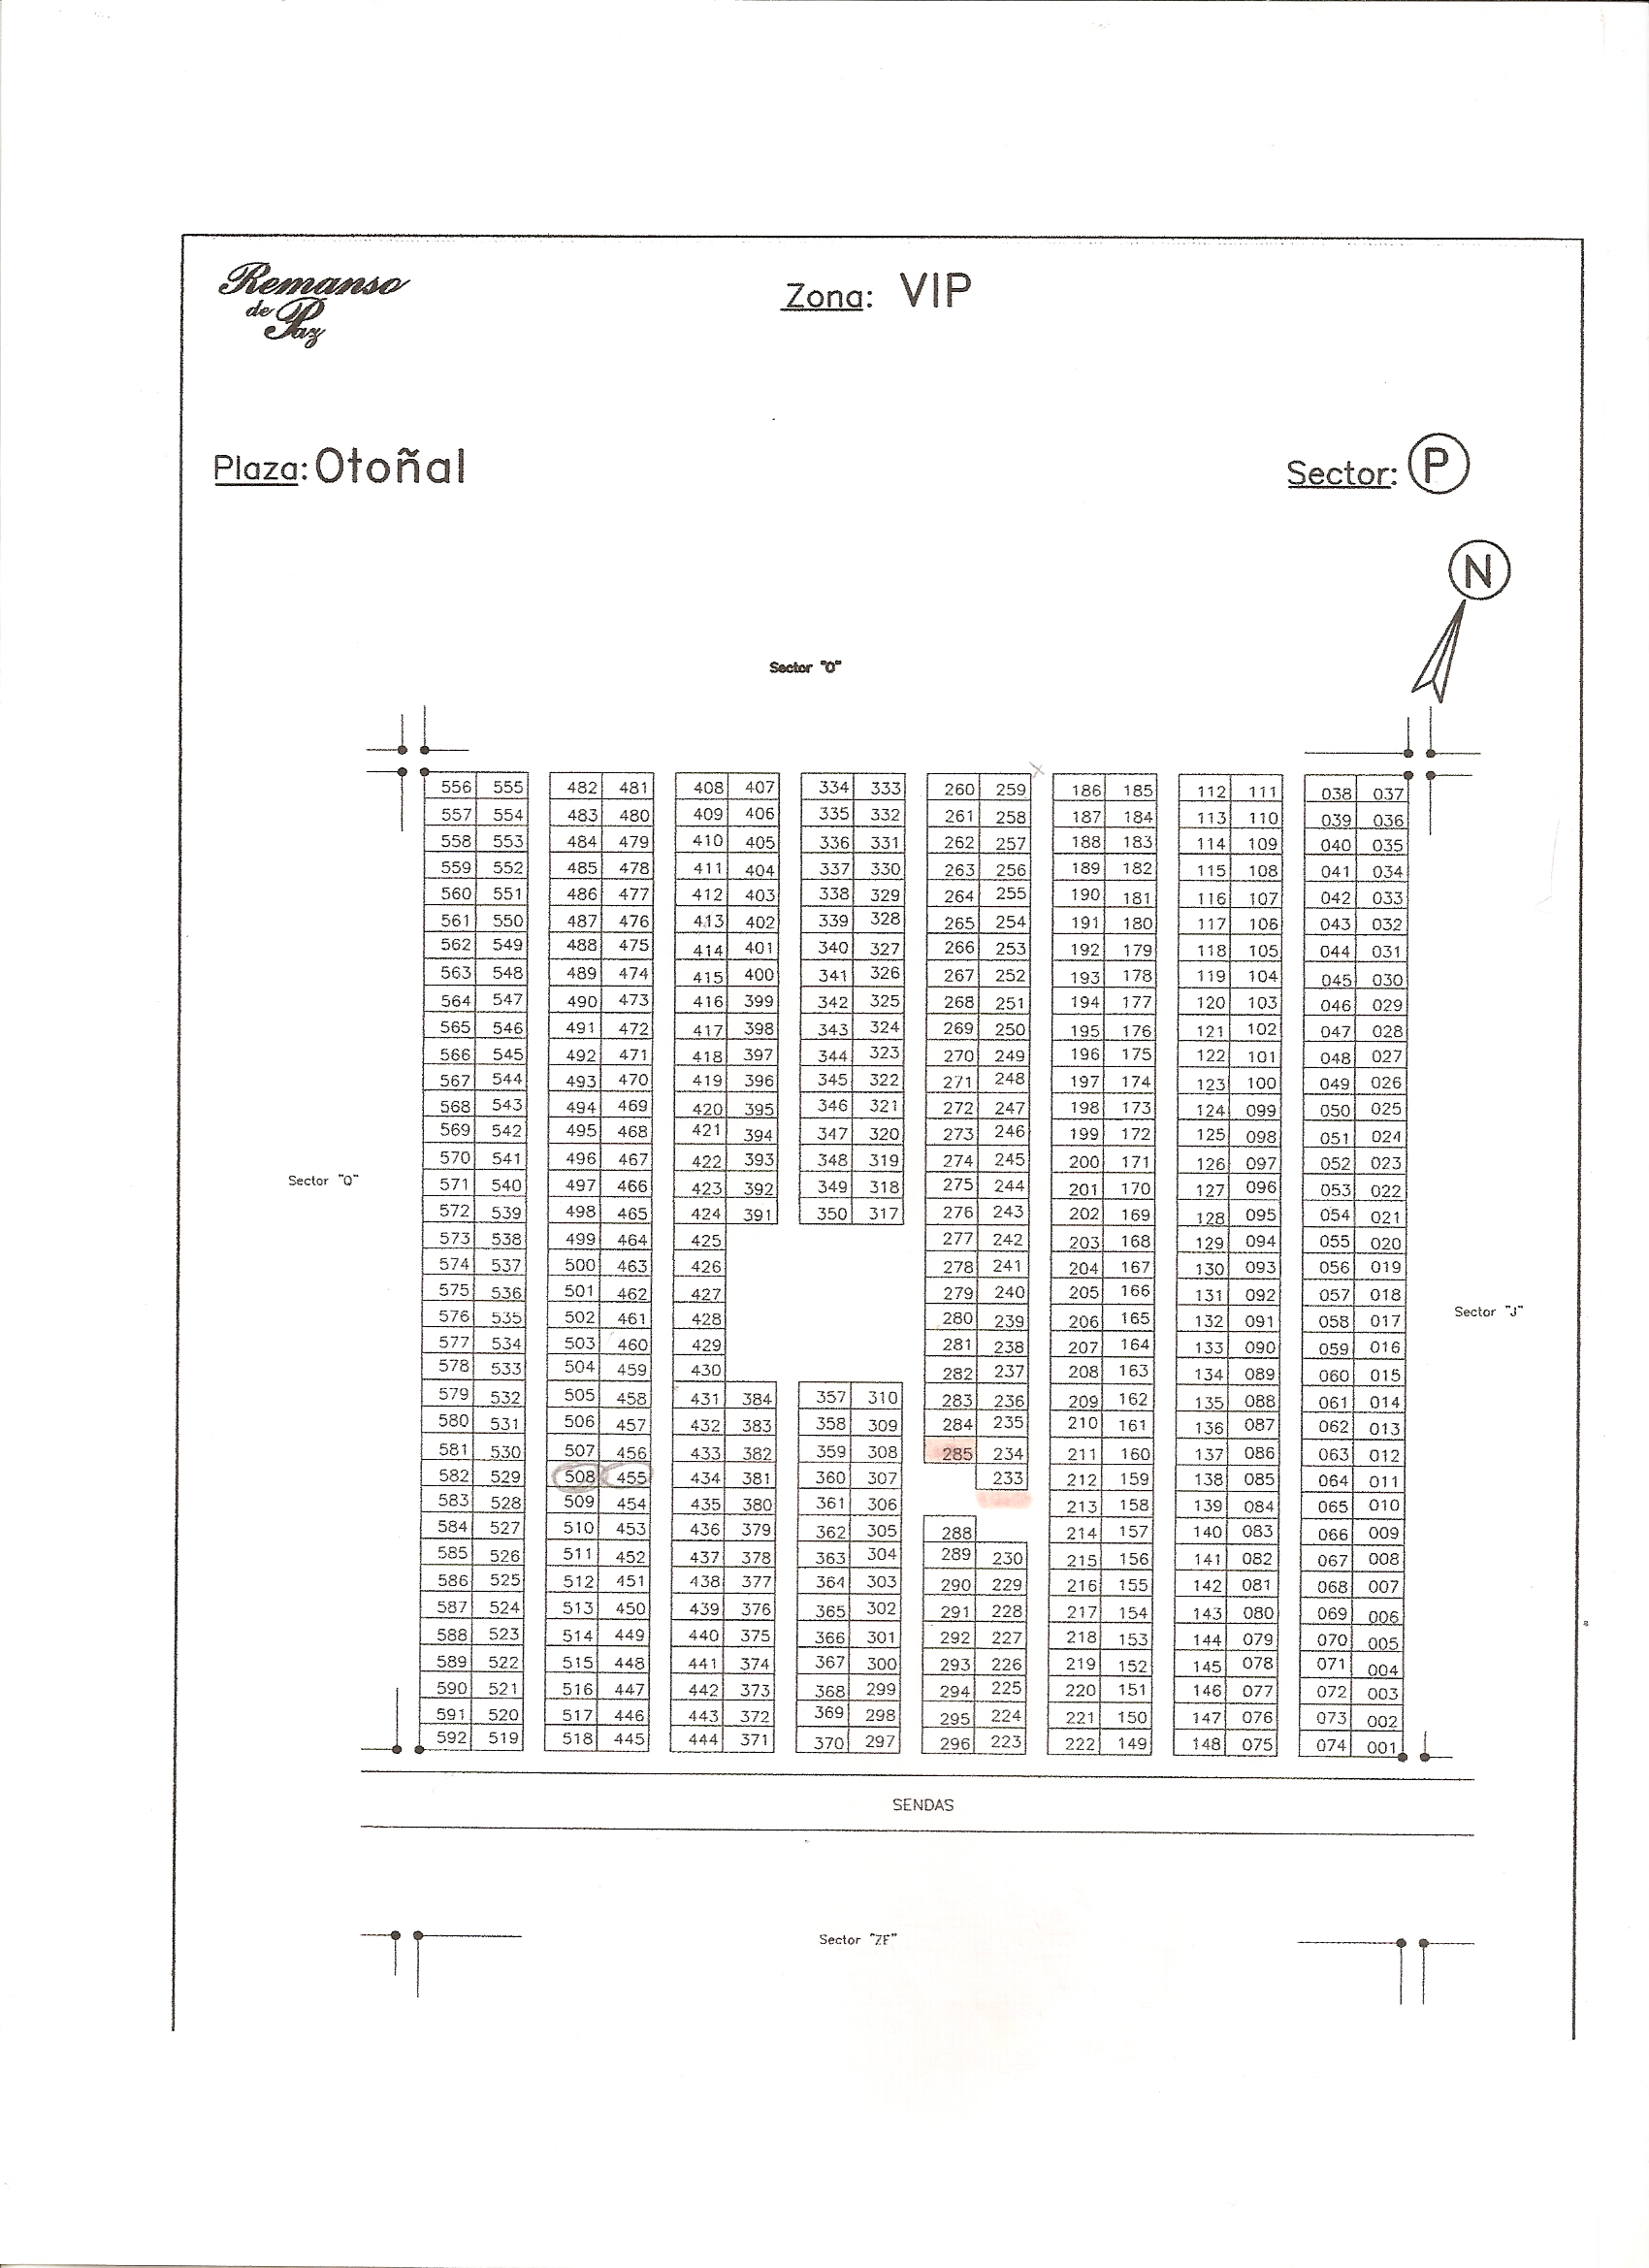 Remanso
de Paz
Zona: VIP
Plaza: Otoñal
Sector: P
N
Sector "O"
556 555 482 481 408 407 334 333 260 259 186 185 112 111 038 037
557 554 483 480 409 406 335 332 261 258 187 184 113 110 039 036
558 553 484 479 410 405 336 331 262 257 188 183 114 109 040 035
559 552 485 478 411 404 337 330 263 256 189 182 115 108 041 034
560 551 486 477 412 403 338 329 264 255 190 181 116 107 042 033
561 550 487 476 413 402 339 328 265 254 191 180 117 106 043 032
562 549 488 475 414 401 340 327 266 253 192 179 118 105 044 031
563 548 489 474 415 400 341 326 267 252 193 178 119 104 045 030
564 547 490 473 416 399 342 325 268 251 194 177 120 103 046 029
565 546 491 472 417 398 343 324 269 250 195 176 121 102 047 028
566 545 492 471 418 397 344 323 270 249 196 175 122 101 048 027
567 544 493 470 419 396 345 322 271 248 197 174 123 100 049 026
568 543 494 469 420 395 346 321 272 247 198 173 124 099 050 025
569 542 495 468 421 394 347 320 273 246 199 172 125 098 051 024
570 541 496 467 422 393 348 319 274 245 200 171 126 097 052 023
571 540 497 466 423 392 349 318 275 244 201 170 127 096 053 022
572 539 498 465 424 391 350 317 276 243 202 169 128 095 054 021
573 538 499 464 425 277 242 203 168 129 094 055 020
574 537 500 463 426 278 241 204 167 130 093 056 019
575 536 501 462 427 279 240 205 166 131 092 057 018
576 535 502 461 428 280 239 206 165 132 091 058 017
577 534 503 460 429 281 238 207 164 133 090 059 016
578 533 504 459 430 282 237 208 163 134 089 060 015
579 532 505 458 431 384 357 310 283 236 209 162 135 088 061 014
580 531 506 457 432 383 358 309 284 235 210 161 136 087 062 013
581 530 507 456 433 382 359 308 285 234 211 160 137 086 063 012
582 529 508 455 434 381 360 307 233 212 159 138 085 064 011
583 528 509 454 435 380 361 306 213 158 139 084 065 010
584 527 510 453 436 379 362 305 288 214 157 140 083 066 009
585 526 511 452 437 378 363 304 289 230 215 156 141 082 067 008
586 525 512 451 438 377 364 303 290 229 216 155 142 081 068 007
587 524 513 450 439 376 365 302 291 228 217 154 143 080 069 006
588 523 514 449 440 375 366 301 292 227 218 153 144 079 070 005
589 522 515 448 441 374 367 300 293 226 219 152 145 078 071 004
590 521 516 447 442 373 368 299 294 225 220 151 146 077 072 003
591 520 517 446 443 372 369 298 295 224 221 150 147 076 073 002
592 519 518 445 444 371 370 297 296 223 222 149 148 075 074 001
Sector "Q"
Sector "J"
SENDAS
Sector "ZF"